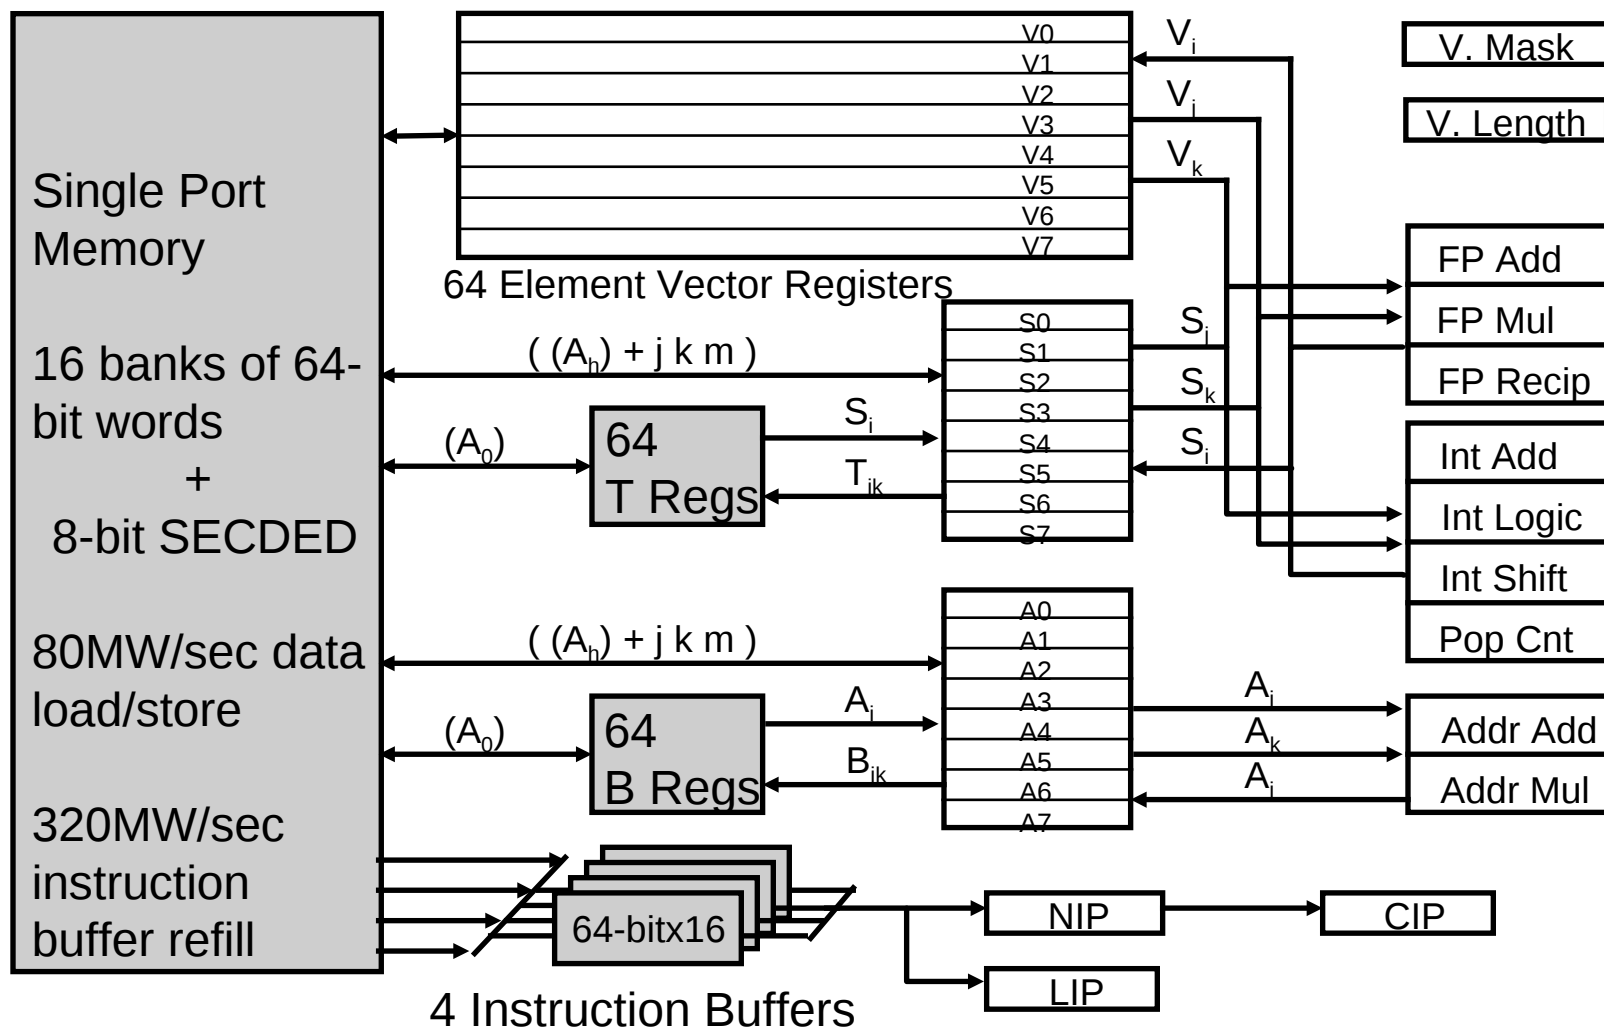 Single Port
Memory
16 banks of 64-
bit words
+
8-bit SECDED
80MW/sec data
load/store
320MW/sec
instruction
buffer refill
V0
V1
V2
V3
V4
V5
V6
V7
64 Element Vector Registers
Vi
Vj
Vk
V. Mask
V. Length
( (Ah) + j k m )
(A0)
64
T Regs
Si
Tjk
S0
S1
S2
S3
S4
S5
S6
S7
Sj
Sk
Si
FP Add
FP Mul
FP Recip
Int Add
Int Logic
Int Shift
Pop Cnt
( (Ah) + j k m )
(A0)
64
B Regs
Ai
Bjk
A0
A1
A2
A3
A4
A5
A6
A7
Aj
Ak
Ai
Addr Add
Addr Mul
64-bitx16
4 Instruction Buffers
NIP
CIP
LIP